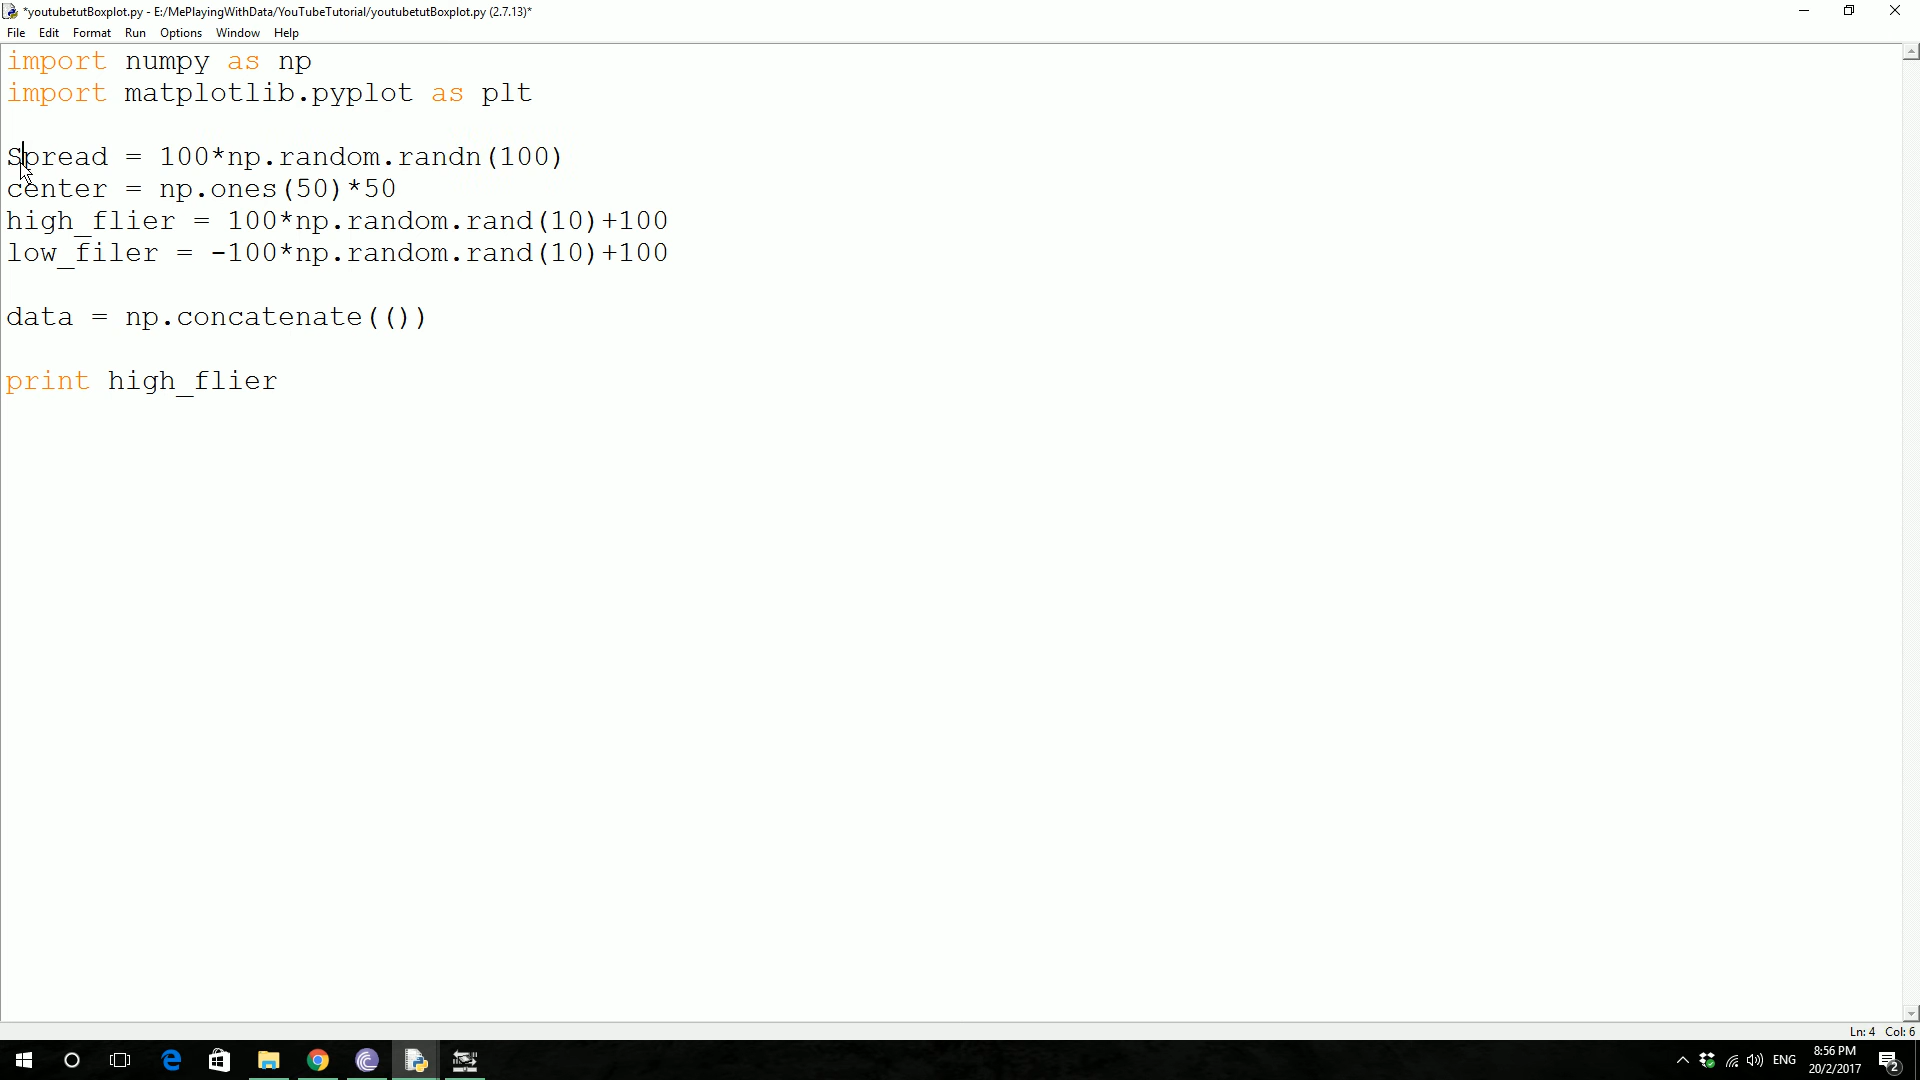 *youtubetutBoxplot.py - E:/MePlayingWithData/YouTubeTutorial/youtubetutBoxplot.py (2.7.13)*
File Edit Format Run Options Window Help
import numpy as np
import matplotlib.pyplot as plt
Spread = 100*np.random.randn(100)
center = np.ones(50)*50
high_flier = 100*np.random.rand(10)+100
low_filer = -100*np.random.rand(10)+100
data = np.concatenate(())
print high_flier
Ln: 4 Col: 6
ENG
8:56 PM
20/2/2017
2